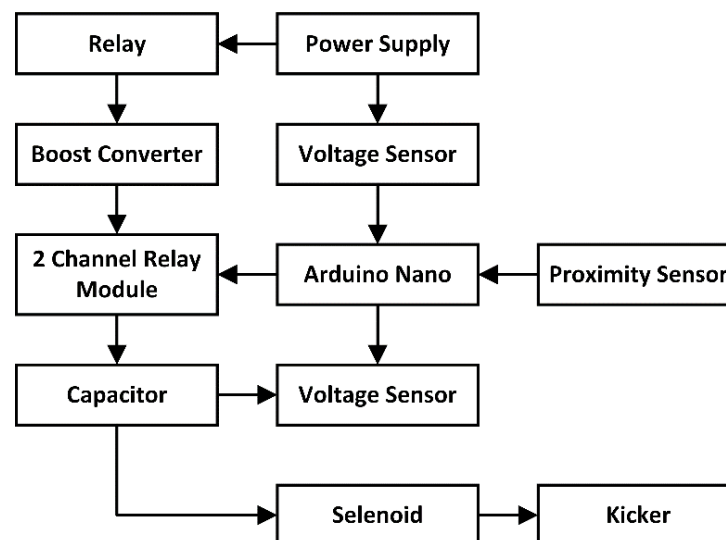 Relay
Power Supply
Boost Converter
Voltage Sensor
2 Channel Relay
Module
Arduino Nano
Proximity Sensor
Capacitor
Voltage Sensor
Selenoid
Kicker